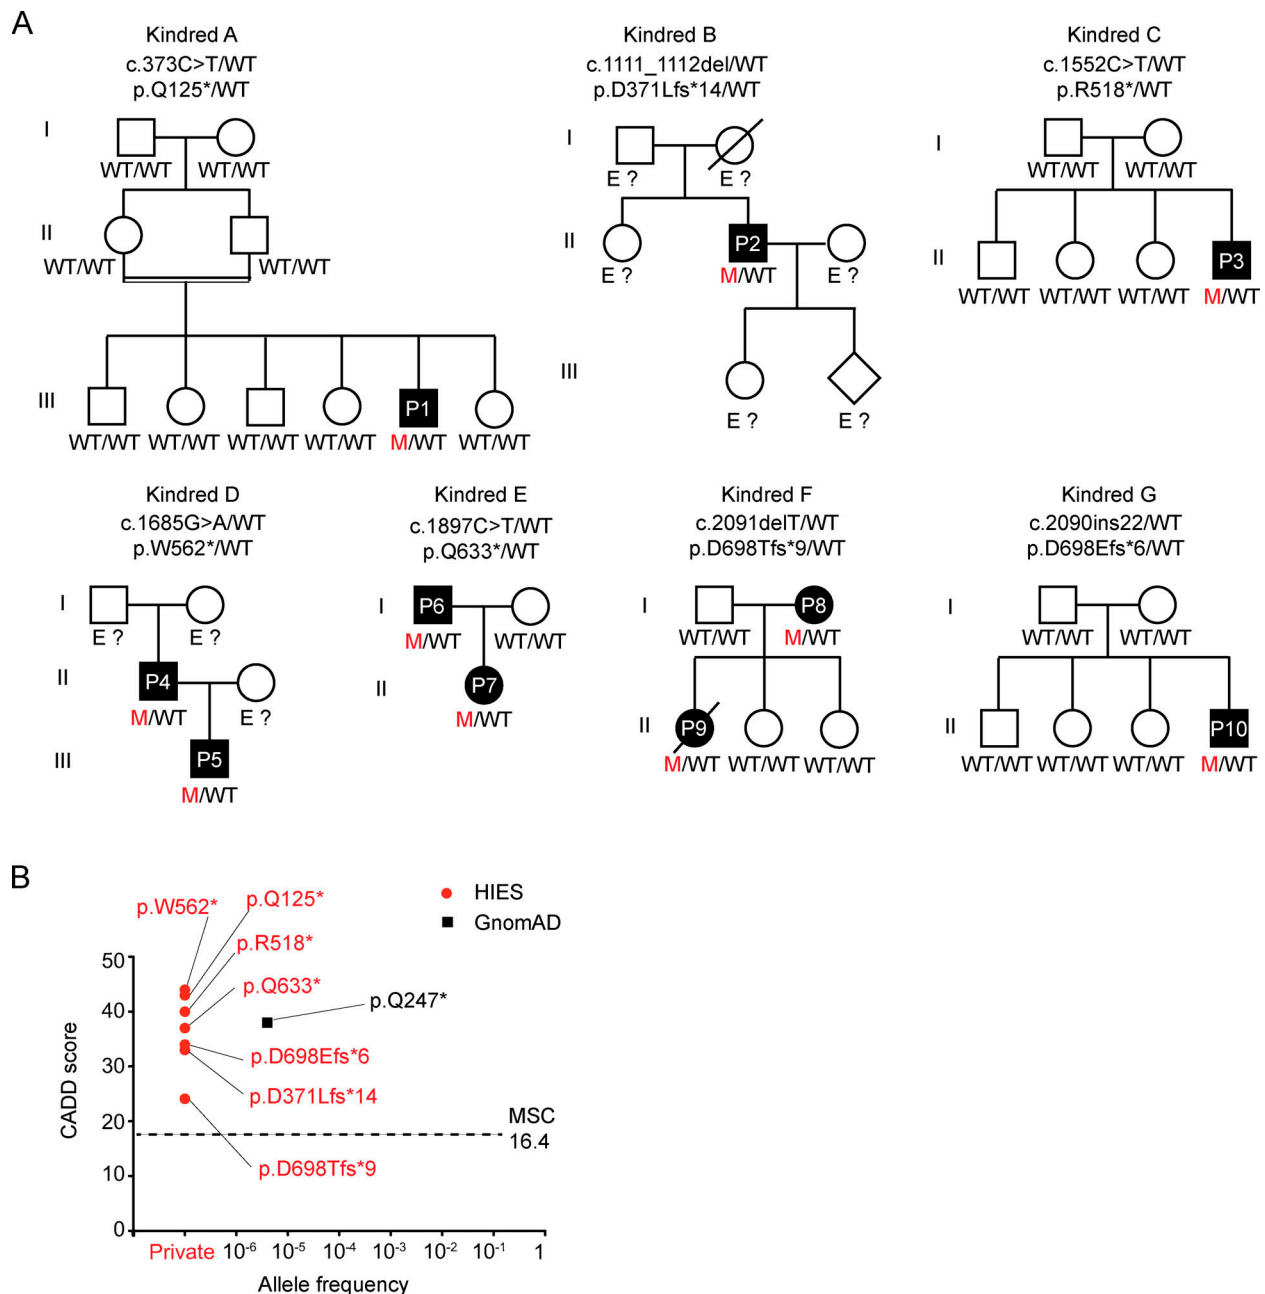 A
Kindred A
c.373C>T/WT
p.Q125*/WT
I
WT/WT WT/WT
II
WT/WT WT/WT
III
P1
WT/WT WT/WT WT/WT WT/WT M/WT WT/WT
Kindred B
c.1111_1112del/WT
p.D371Lfs*14/WT
I
E ? E ?
II
P2
E ? M/WT E ?
III
E ? E ?
Kindred C
c.1552C>T/WT
p.R518*/WT
I
WT/WT WT/WT
II
P3
WT/WT WT/WT WT/WT M/WT
Kindred D
c.1685G>A/WT
p.W562*/WT
I
E ? E ?
II
P4
M/WT E ?
III
P5
M/WT
Kindred E
c.1897C>T/WT
p.Q633*/WT
I
P6
M/WT WT/WT
II
P7
M/WT
Kindred F
c.2091delT/WT
p.D698Tfs*9/WT
I
P8
WT/WT M/WT
II
P9
M/WT WT/WT WT/WT
Kindred G
c.2090ins22/WT
p.D698Efs*6/WT
I
WT/WT WT/WT
II
P10
WT/WT WT/WT WT/WT M/WT
B
p.W562* p.Q125*
p.R518*
p.Q633*
p.Q247*
p.D698Efs*6
p.D371Lfs*14
p.D698Tfs*9
HIES
GnomAD
MSC
16.4
CADD score
50
40
30
20
10
0
Private 10⁻⁶ 10⁻⁵ 10⁻⁴ 10⁻³ 10⁻² 10⁻¹ 1
Allele frequency